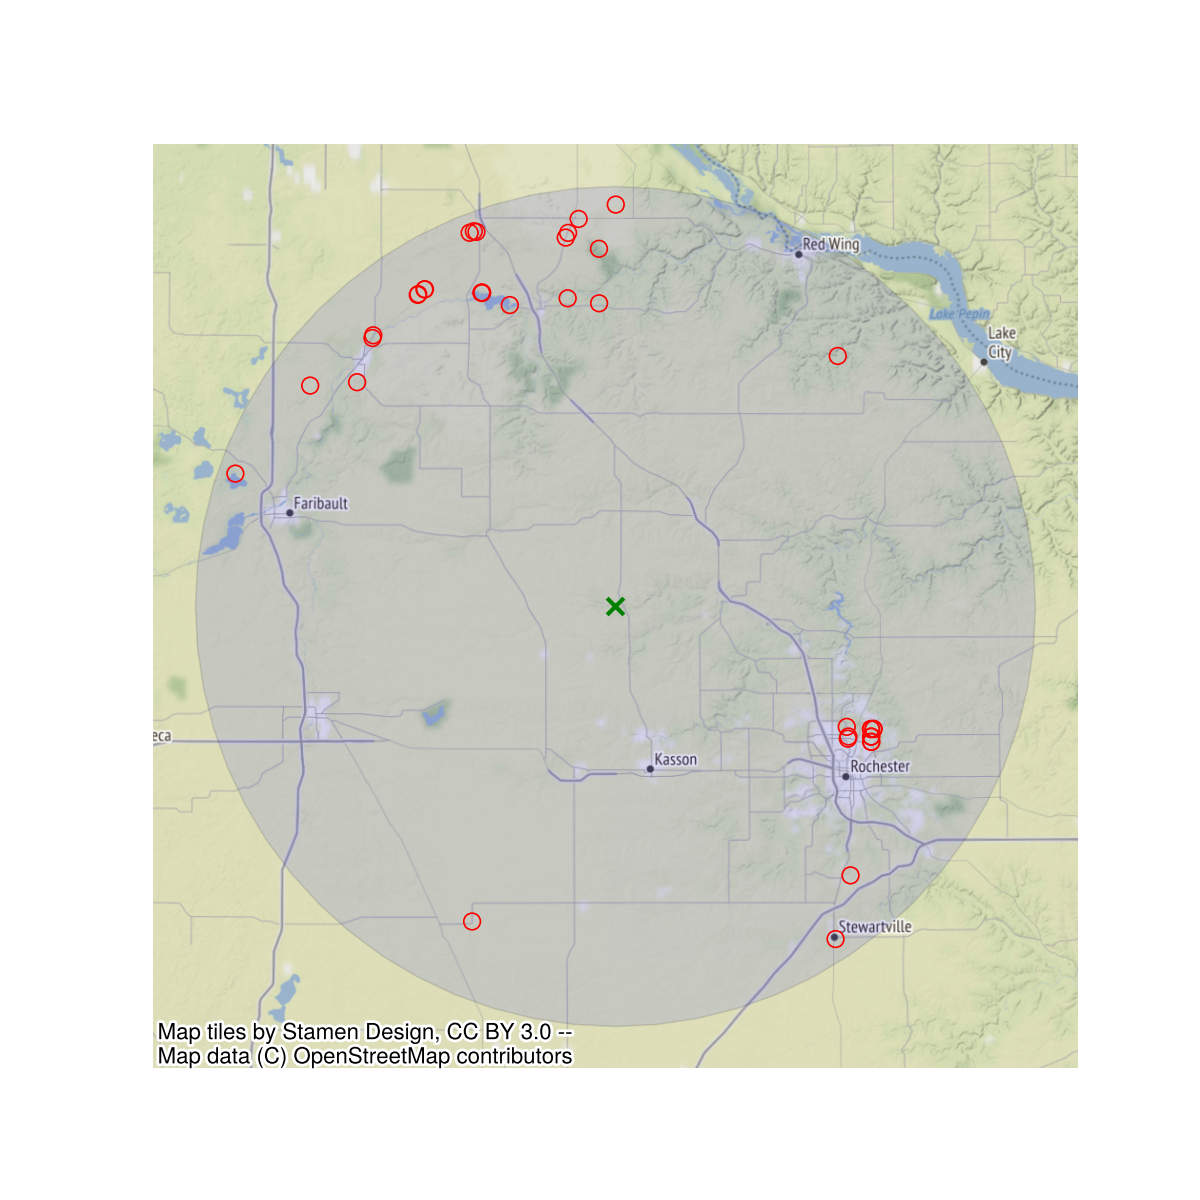 Red Wing
Lake Pepin
Lake
City
Faribault
eca
Kasson
Rochester
Stewartville
Map tiles by Stamen Design, CC BY 3.0 --
Map data (C) OpenStreetMap contributors